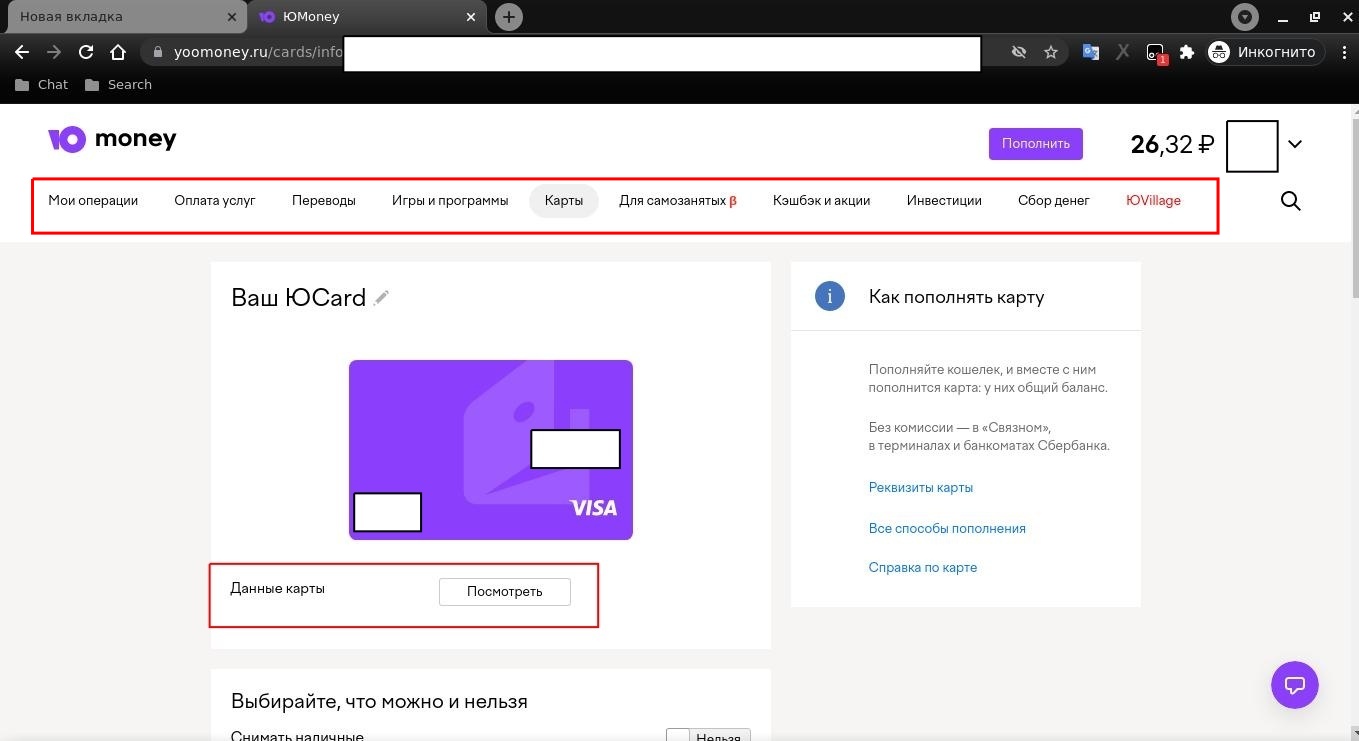 Новая вкладка
ЮMoney
yoomoney.ru/cards/info
1
Инкогнито
Chat
Search
Ю money
Пополнить
26,32 ₽
Мои операции
Оплата услуг
Переводы
Игры и программы
Карты
Для самозанятых β
Кэшбэк и акции
Инвестиции
Сбор денег
ЮVillage
Ваш ЮCard
VISA
Данные карты
Посмотреть
i
Как пополнять карту
Пополняйте кошелек, и вместе с ним
пополнится карта: у них общий баланс.
Без комиссии — в «Связном»,
в терминалах и банкоматах Сбербанка.
Реквизиты карты
Все способы пополнения
Справка по карте
Выбирайте, что можно и нельзя
Снимать наличные
Нельзя